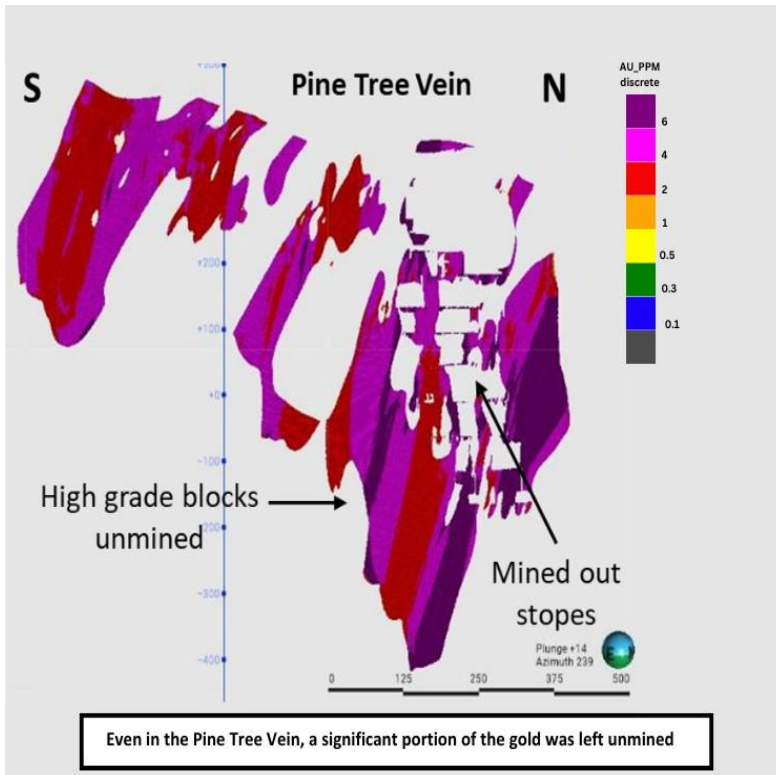 S
Pine Tree Vein
N
AU_PPM
discrete
6
4
2
1
0.5
0.3
0.1
+200
+100
+0
-100
-200
-300
-400
High grade blocks
unmined
Mined out
stopes
Plunge +14
Azimuth 239
0 125 250 375 500
Even in the Pine Tree Vein, a significant portion of the gold was left unmined